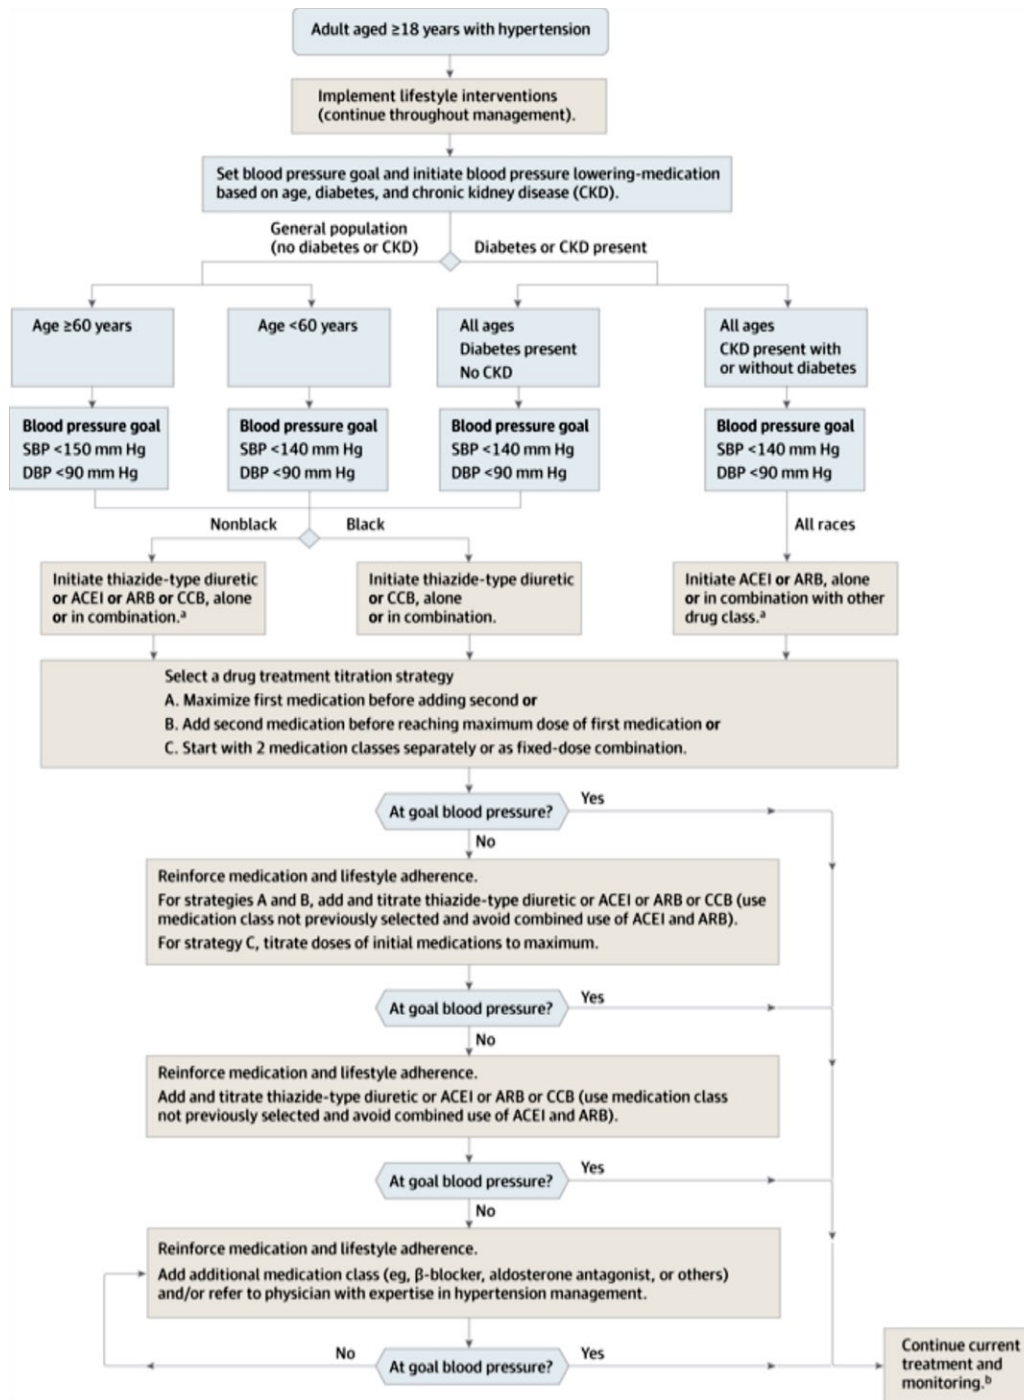 Adult aged ≥18 years with hypertension
Implement lifestyle interventions
(continue throughout management).
Set blood pressure goal and initiate blood pressure lowering-medication
based on age, diabetes, and chronic kidney disease (CKD).
General population
(no diabetes or CKD)
Diabetes or CKD present
Age ≥60 years
Age <60 years
All ages
Diabetes present
No CKD
All ages
CKD present with
or without diabetes
Blood pressure goal
SBP <150 mm Hg
DBP <90 mm Hg
Blood pressure goal
SBP <140 mm Hg
DBP <90 mm Hg
Blood pressure goal
SBP <140 mm Hg
DBP <90 mm Hg
Blood pressure goal
SBP <140 mm Hg
DBP <90 mm Hg
Nonblack
Black
All races
Initiate thiazide-type diuretic
or ACEI or ARB or CCB, alone
or in combination.ᵃ
Initiate thiazide-type diuretic
or CCB, alone
or in combination.
Initiate ACEI or ARB, alone
or in combination with other
drug class.ᵃ
Select a drug treatment titration strategy
A. Maximize first medication before adding second or
B. Add second medication before reaching maximum dose of first medication or
C. Start with 2 medication classes separately or as fixed-dose combination.
At goal blood pressure?
Yes
No
Reinforce medication and lifestyle adherence.
For strategies A and B, add and titrate thiazide-type diuretic or ACEI or ARB or CCB (use
medication class not previously selected and avoid combined use of ACEI and ARB).
For strategy C, titrate doses of initial medications to maximum.
At goal blood pressure?
Yes
No
Reinforce medication and lifestyle adherence.
Add and titrate thiazide-type diuretic or ACEI or ARB or CCB (use medication class
not previously selected and avoid combined use of ACEI and ARB).
At goal blood pressure?
Yes
No
Reinforce medication and lifestyle adherence.
Add additional medication class (eg, β-blocker, aldosterone antagonist, or others)
and/or refer to physician with expertise in hypertension management.
No
At goal blood pressure?
Yes
Continue current
treatment and
monitoring.ᵇ